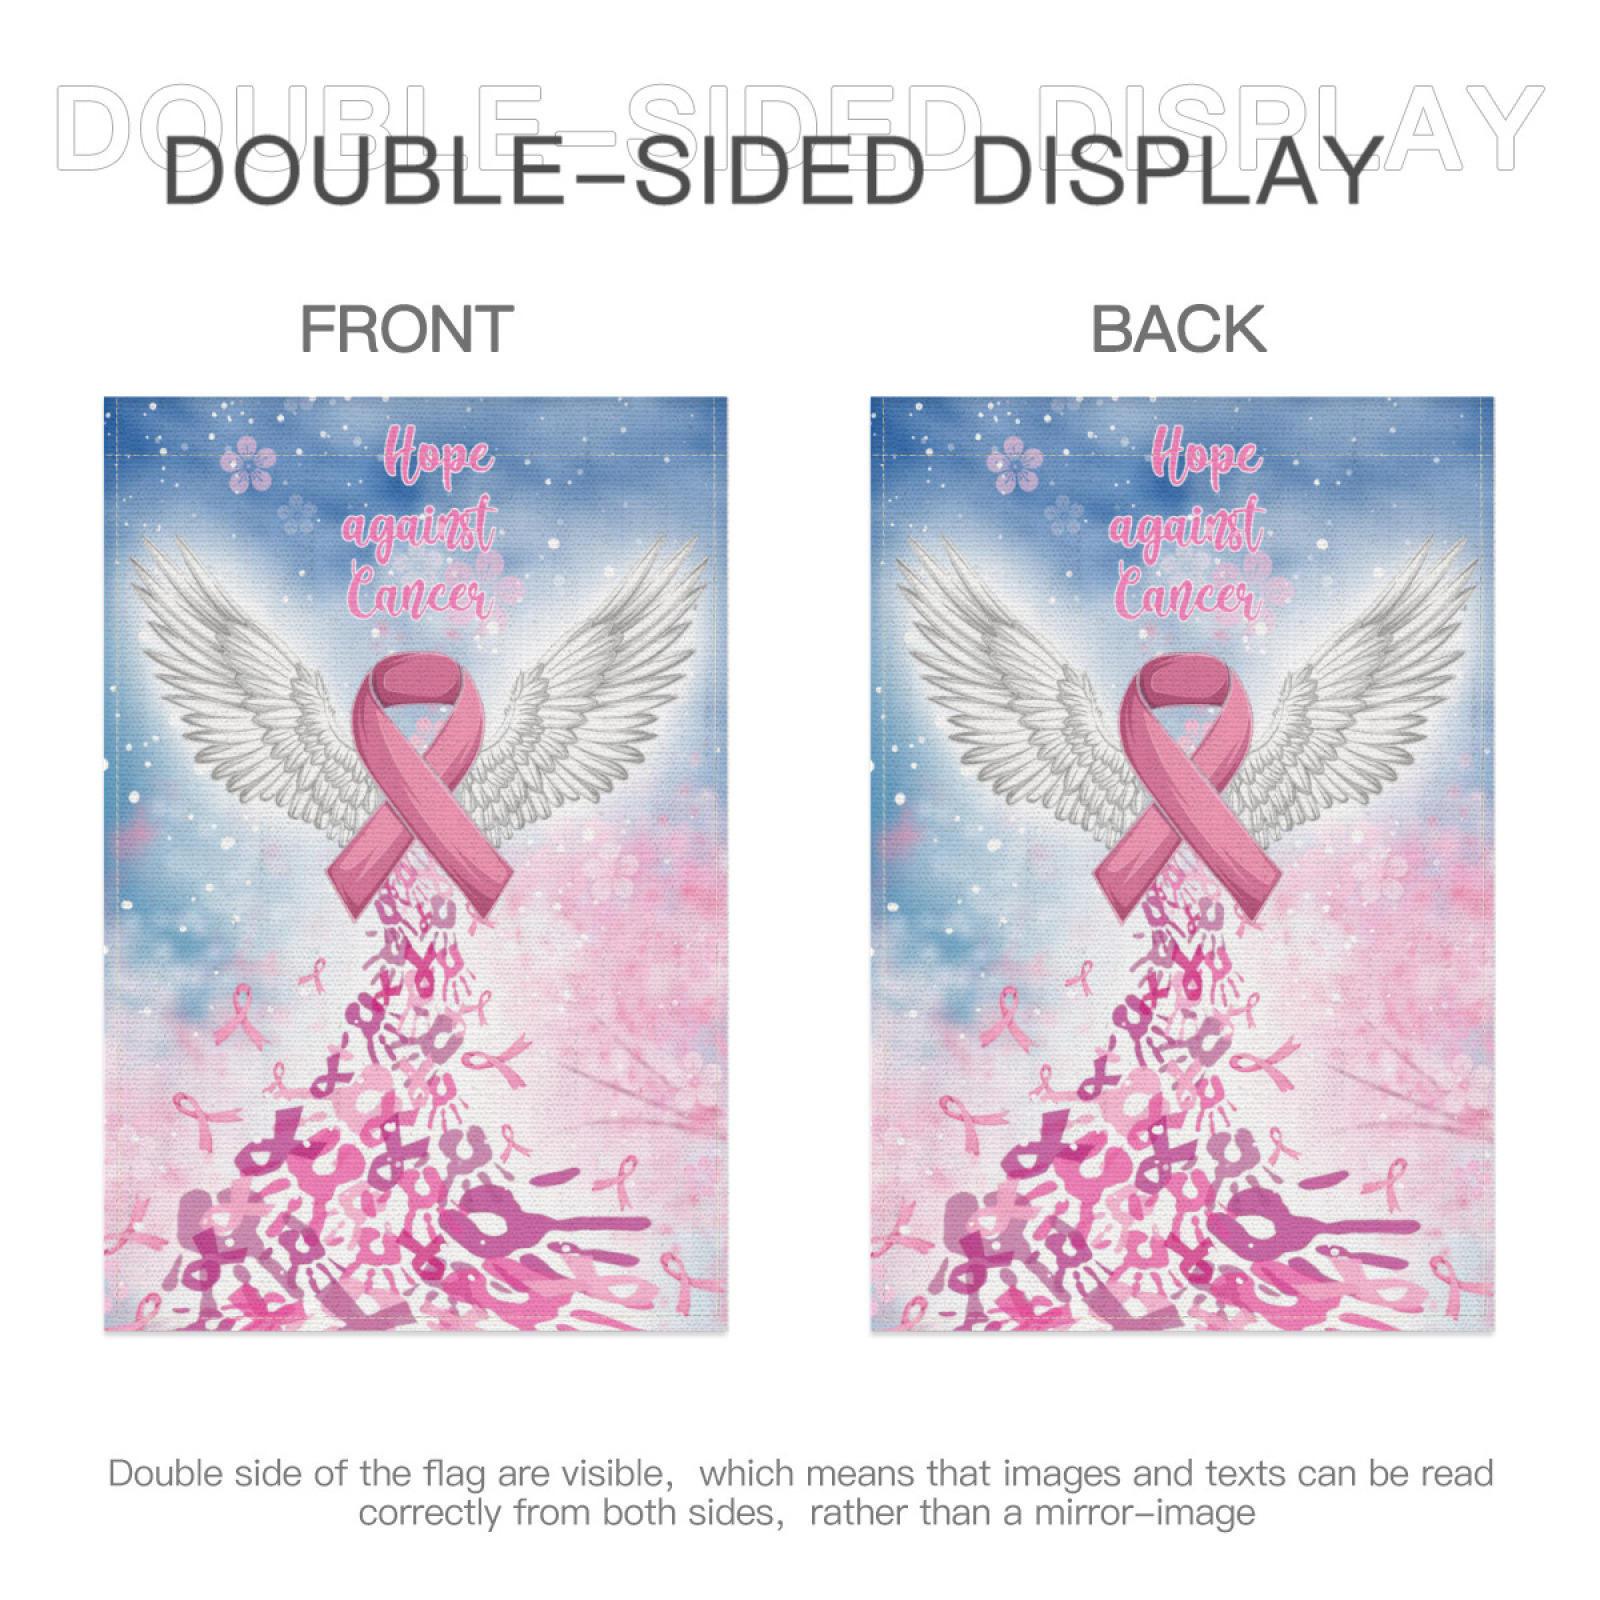 DOUBLE-SIDED DISPLAY
DOUBLE-SIDED DISPLAY
FRONT
BACK
Hope
against
Cancer
Hope
against
Cancer
Double side of the flag are visible, which means that images and texts can be read
correctly from both sides, rather than a mirror-image